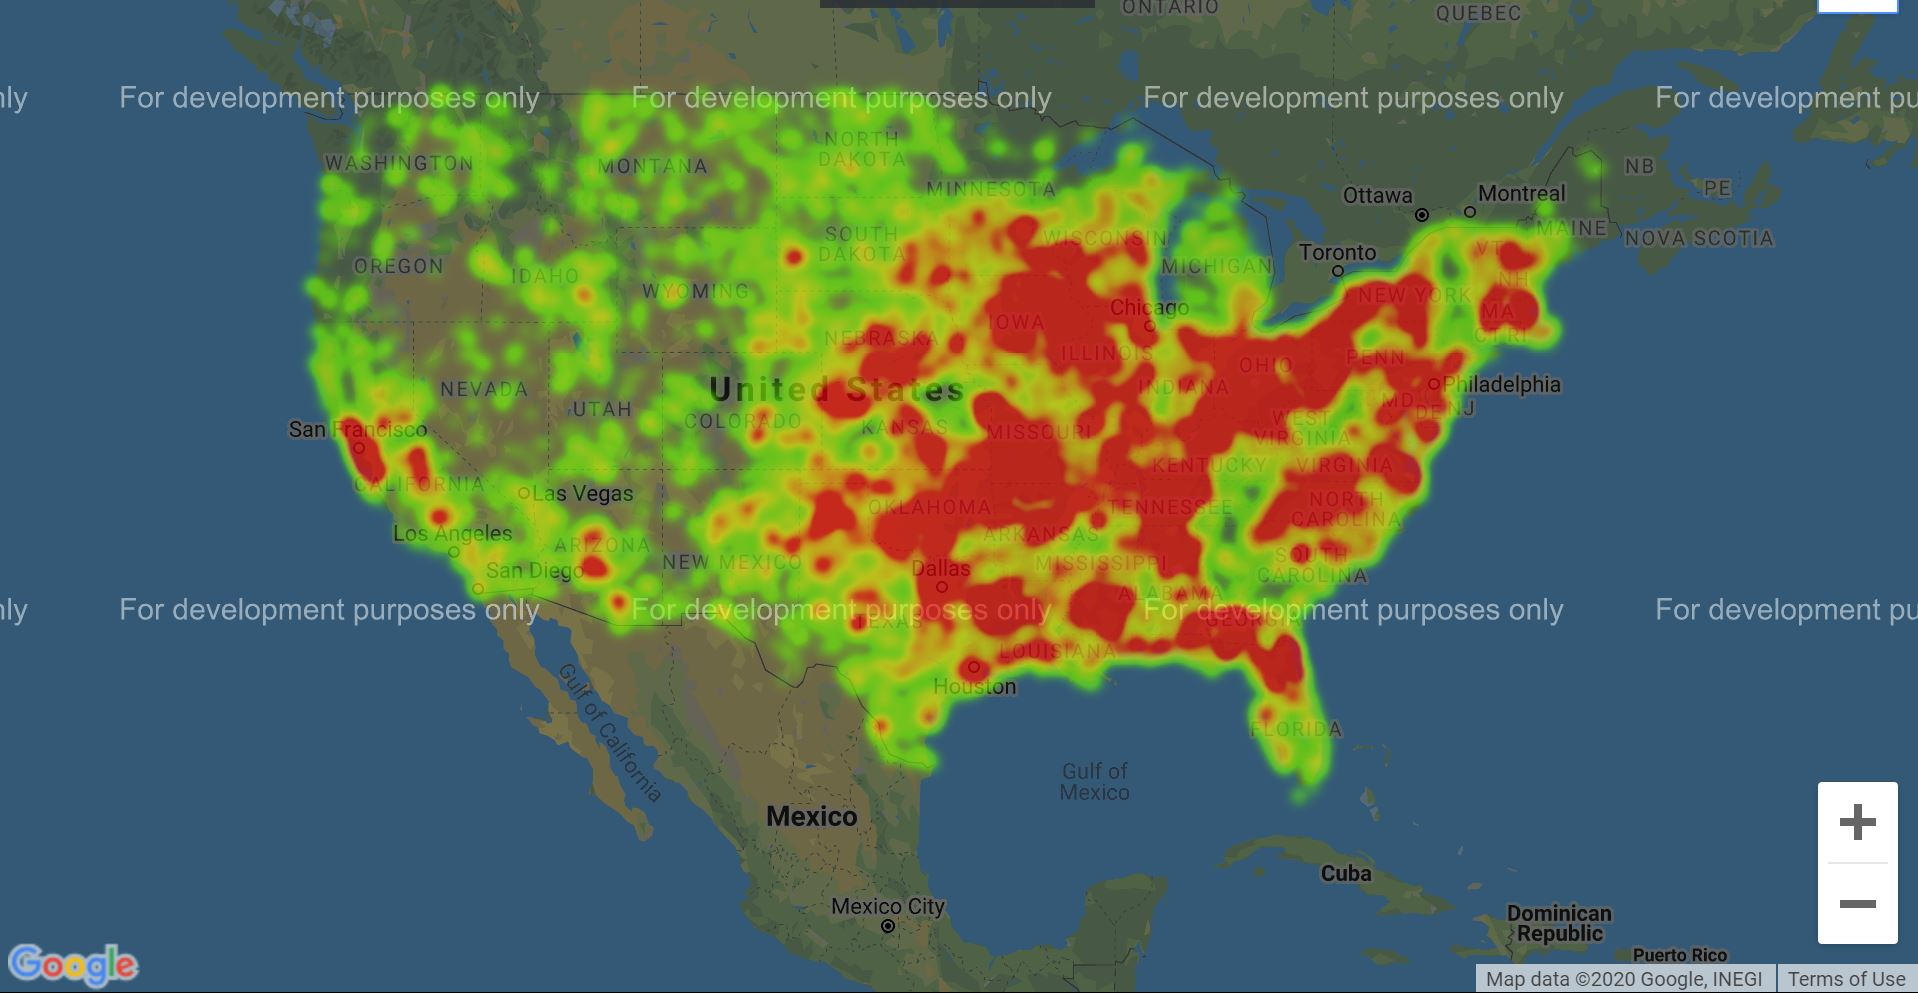 ONTARIO
QUEBEC
nly
For development purposes only
For development purposes only
For development purposes only
For development pu
NORTH
DAKOTA
WASHINGTON
MONTANA
MINNESOTA
NB
PE
Ottawa
Montreal
MAINE
NOVA SCOTIA
SOUTH
DAKOTA
WISCONSIN
VT
Toronto
OREGON
IDAHO
MICHIGAN
NH
WYOMING
NEW YORK
Chicago
MA
IOWA
CT RI
NEBRASKA
ILLINOIS
OHIO
PENN
United States
NEVADA
INDIANA
Philadelphia
UTAH
MD
DE
NJ
COLORADO
WEST
VIRGINIA
San Francisco
KANSAS
MISSOURI
KENTUCKY
VIRGINIA
CALIFORNIA
Las Vegas
OKLAHOMA
TENNESSEE
NORTH
CAROLINA
Los Angeles
ARIZONA
NEW MEXICO
ARKANSAS
SOUTH
CAROLINA
San Diego
Dallas
MISSISSIPPI
ALABAMA
nly
For development purposes only
For development purposes only
For development purposes only
For development pu
TEXAS
GEORGIA
LOUISIANA
Houston
Gulf of California
FLORIDA
Gulf of
Mexico
Mexico
Cuba
Mexico City
Dominican
Republic
Puerto Rico
Google
Map data ©2020 Google, INEGI
Terms of Use